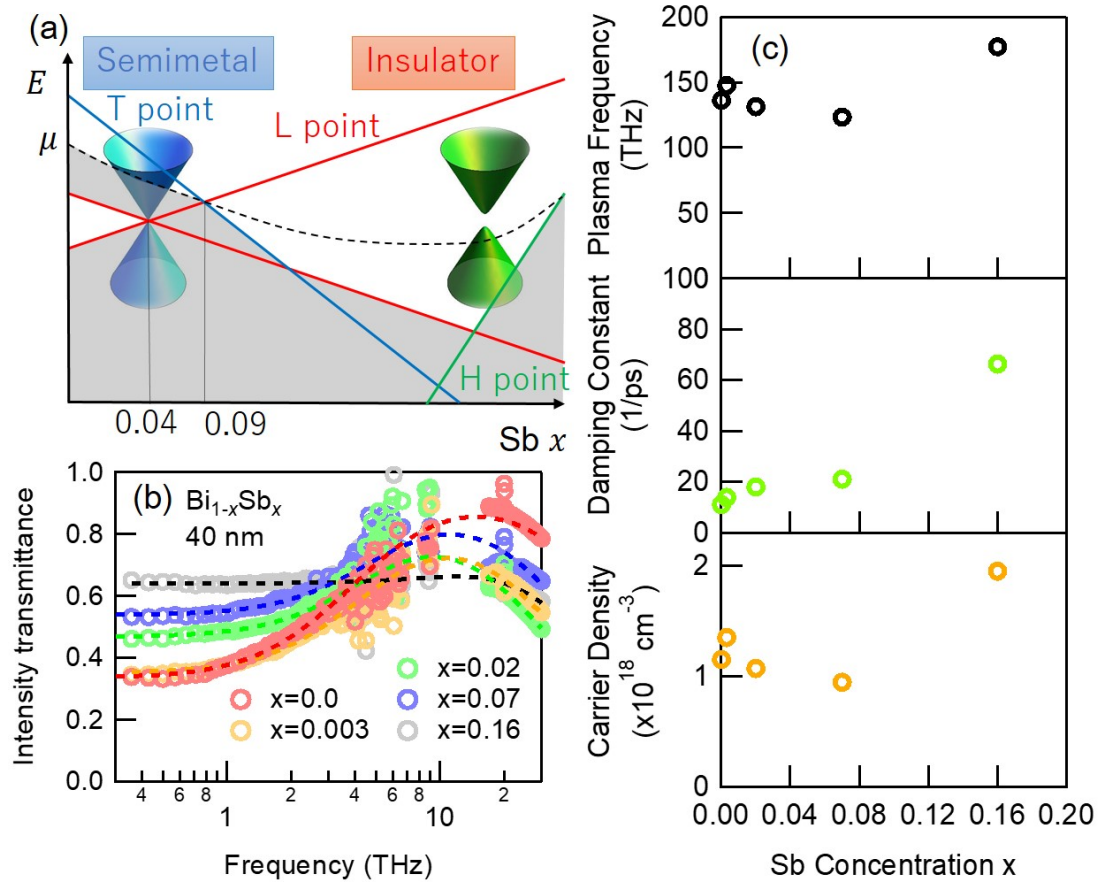 (a)
Semimetal
Insulator
E
T point
L point
μ
H point
0.04
0.09
Sb x
(b)
Bi1-xSbx
40 nm
Intensity transmittance
1.0
0.8
0.6
0.4
0.2
0.0
x=0.02
x=0.0
x=0.07
x=0.003
x=0.16
4 6 8 1 2 4 6 8 10 2
Frequency (THz)
(c)
Plasma Frequency
(THz)
200
150
100
50
Damping Constant
(1/ps)
100
80
60
40
20
0
Carrier Density
(x10^18 cm^-3)
2
1
0
0.00 0.04 0.08 0.12 0.16 0.20
Sb Concentration x